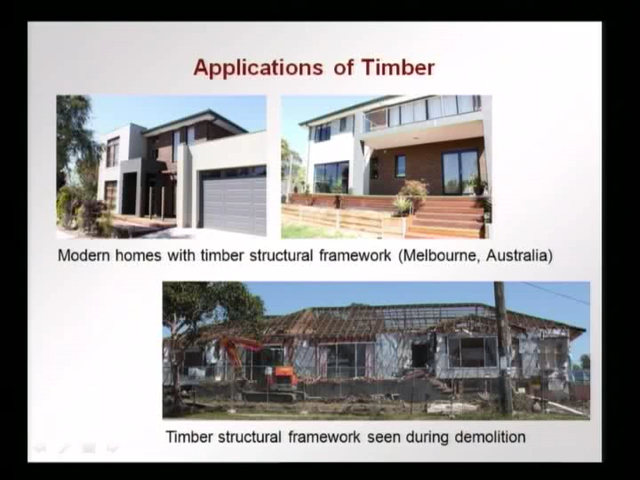 Applications of Timber
Modern homes with timber structural framework (Melbourne, Australia)
Timber structural framework seen during demolition